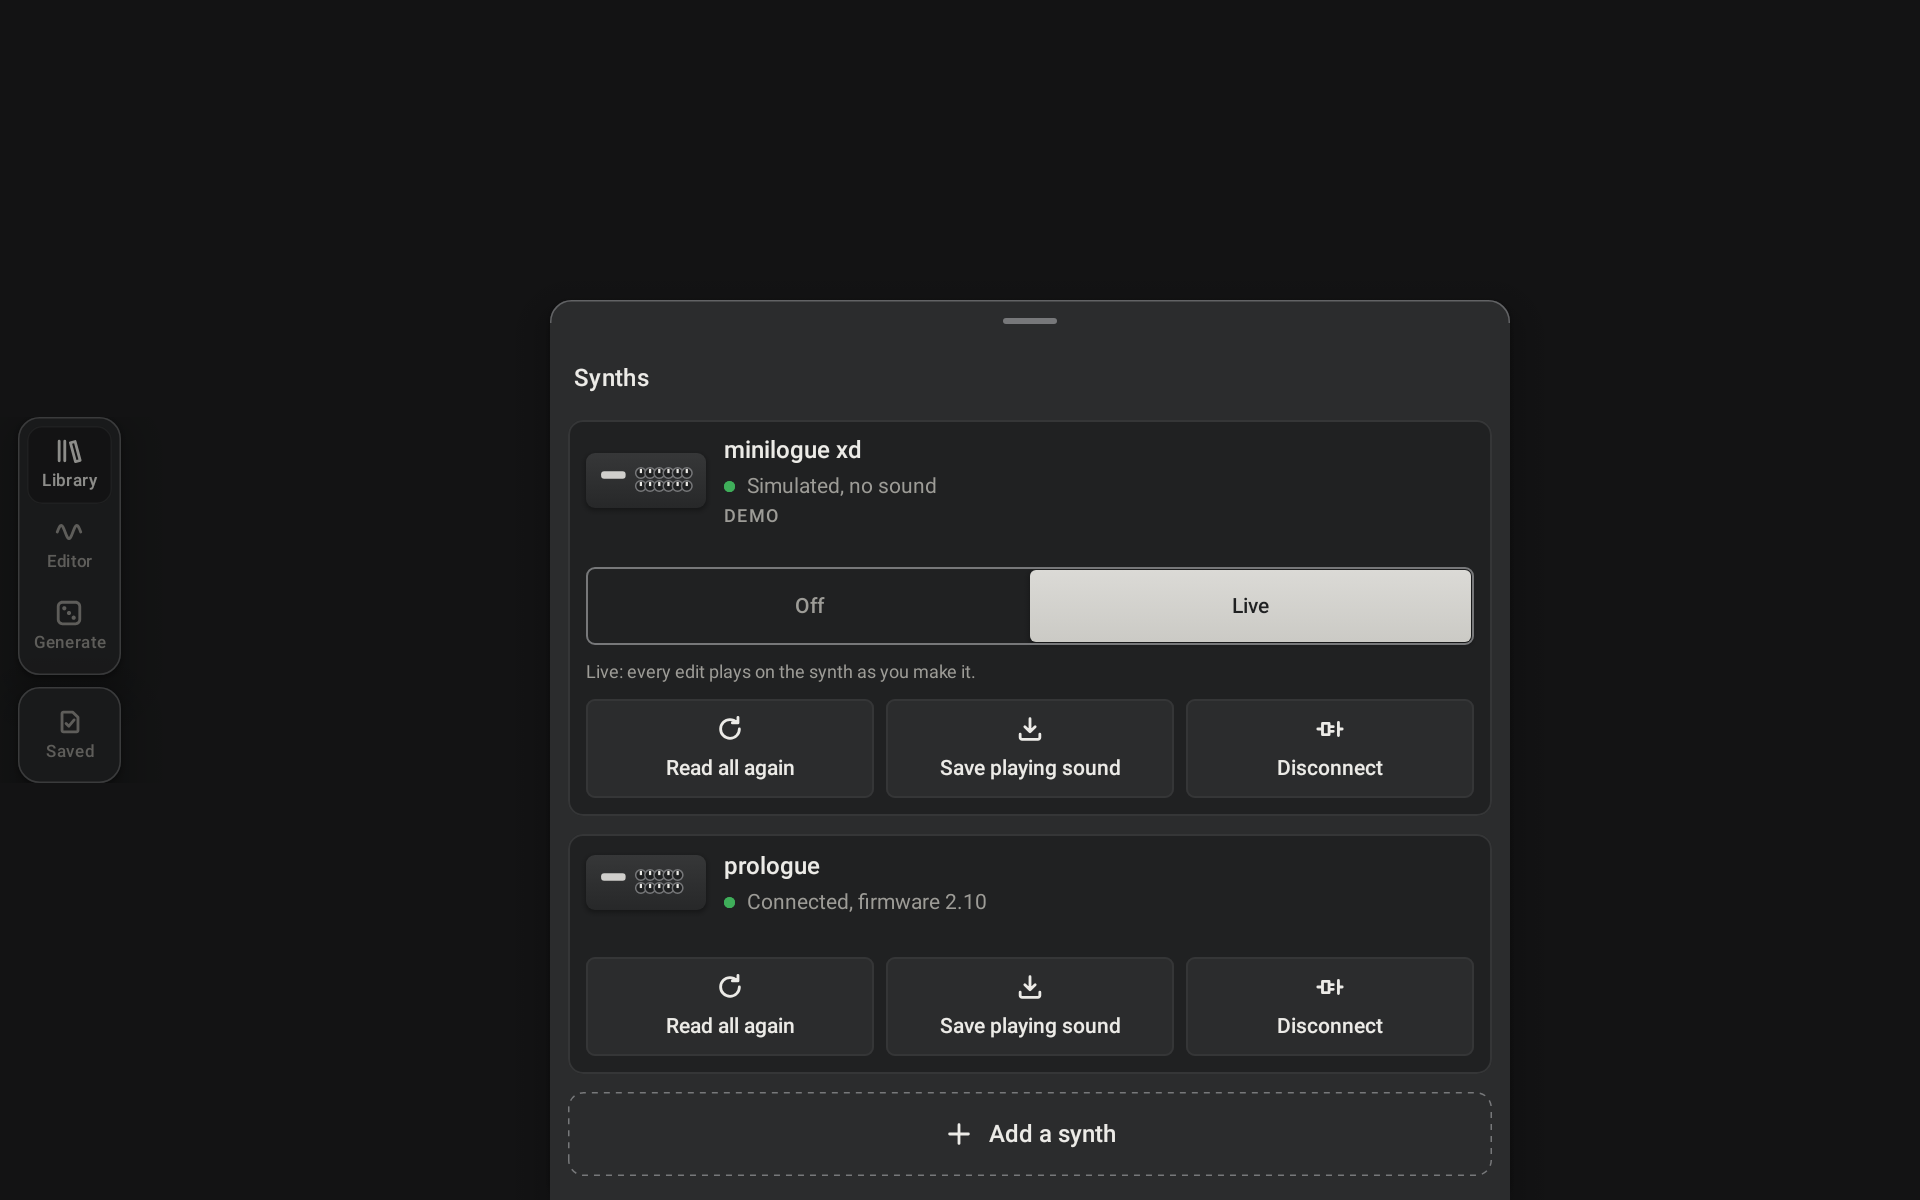 Library
Editor
Generate
Saved
Synths
minilogue xd
Simulated, no sound
DEMO
Off
Live
Live: every edit plays on the synth as you make it.
Read all again
Save playing sound
Disconnect
prologue
Connected, firmware 2.10
Read all again
Save playing sound
Disconnect
Add a synth